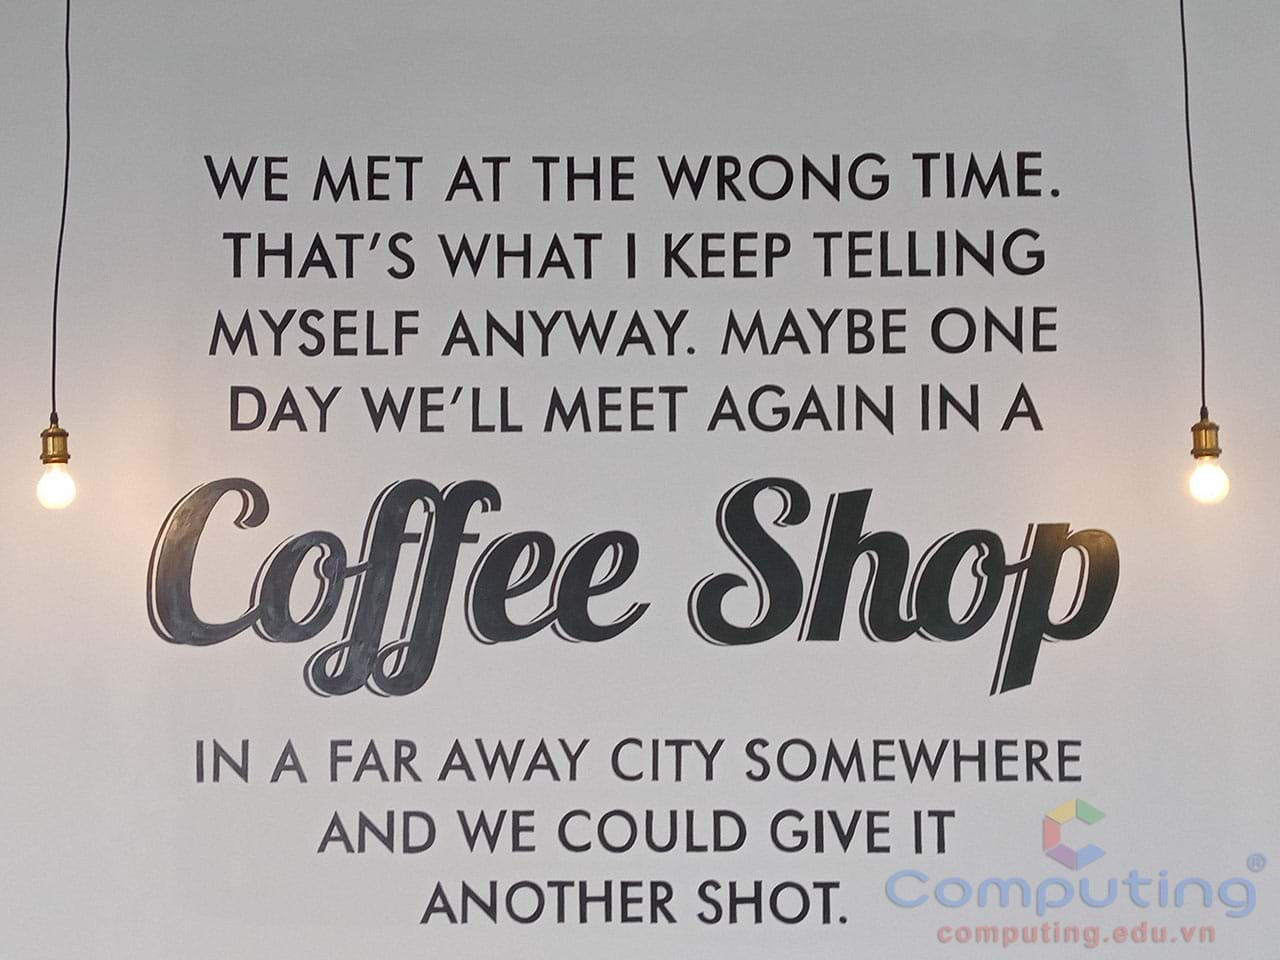 WE MET AT THE WRONG TIME.
THAT'S WHAT I KEEP TELLING
MYSELF ANYWAY. MAYBE ONE
DAY WE'LL MEET AGAIN IN A
Coffee Shop
IN A FAR AWAY CITY SOMEWHERE
AND WE COULD GIVE IT
ANOTHER SHOT.
Computing®
computing.edu.vn